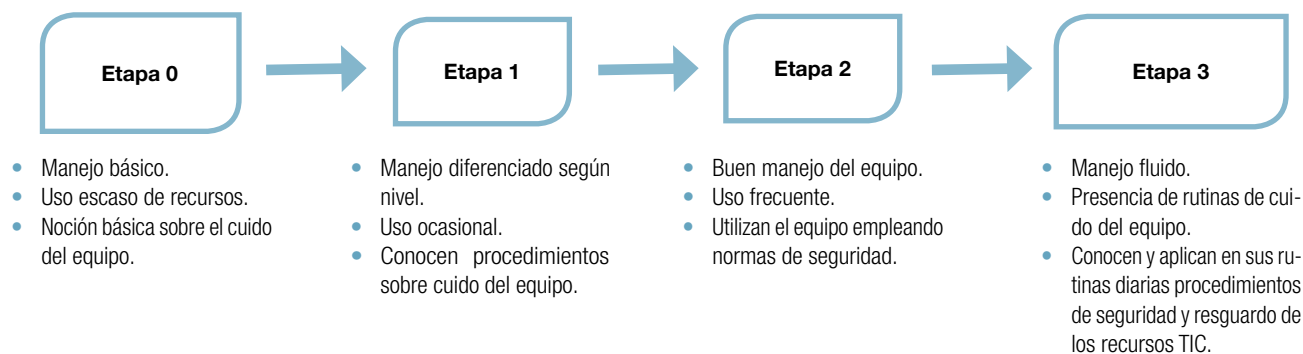 Etapa 0
Etapa 1
Etapa 2
Etapa 3
• Manejo básico.
• Uso escaso de recursos.
• Noción básica sobre el cuido
del equipo.
• Manejo diferenciado según
nivel.
• Uso ocasional.
• Conocen procedimientos
sobre cuido del equipo.
• Buen manejo del equipo.
• Uso frecuente.
• Utilizan el equipo empleando
normas de seguridad.
• Manejo fluido.
• Presencia de rutinas de cui-
do del equipo.
• Conocen y aplican en sus ru-
tinas diarias procedimientos
de seguridad y resguardo de
los recursos TIC.